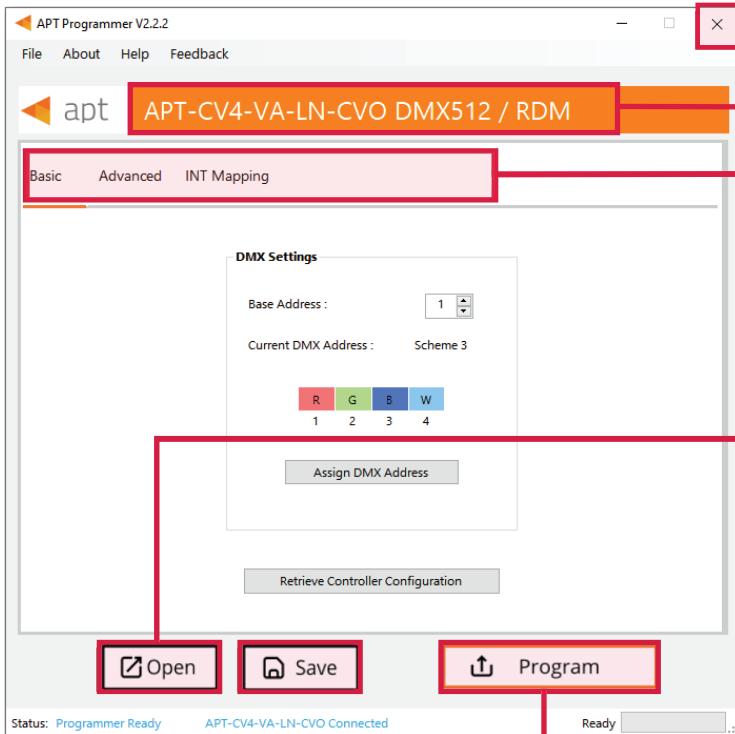 APT Programmer V2.2.2
File About Help Feedback
apt APT-CV4-VA-LN-CVO DMX512 / RDM
Basic Advanced INT Mapping
DMX Settings
Base Address : 1
Current DMX Address : Scheme 3
R G B W
1 2 3 4
Assign DMX Address
Retrieve Controller Configuration
Open Save Program
Status: Programmer Ready APT-CV4-VA-LN-CVO Connected Ready